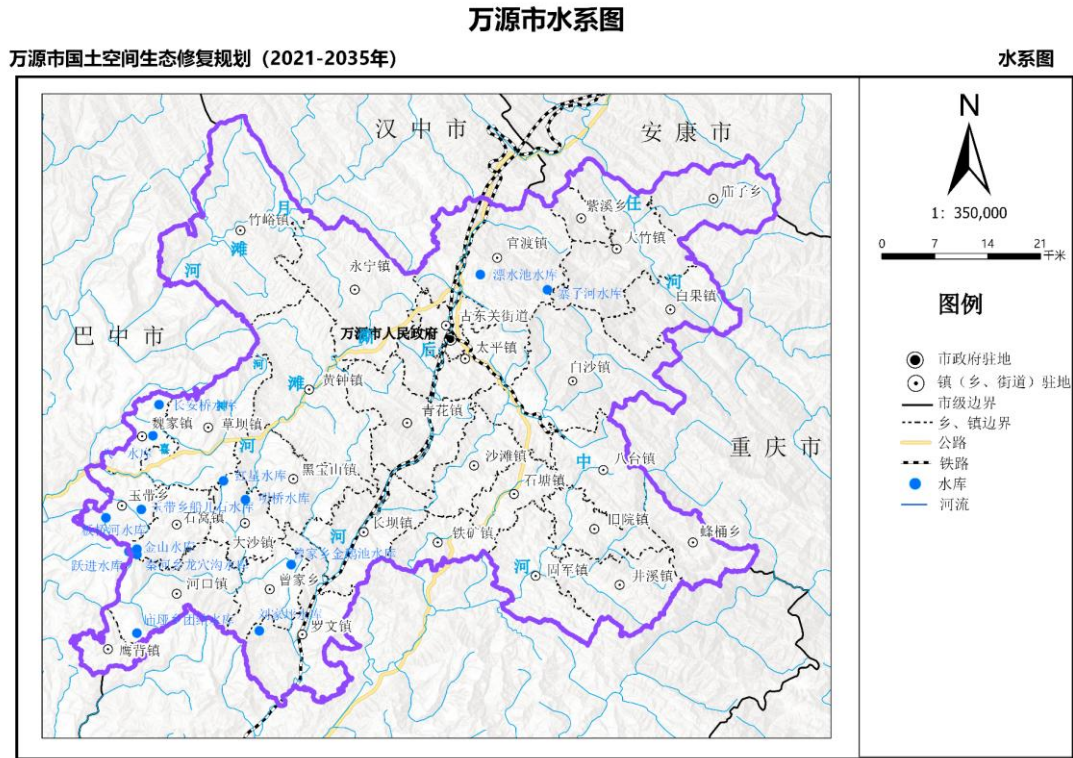 万源市水系图
万源市国土空间生态修复规划（2021-2035年）
水系图
汉中市
安康市
巴中市
重庆市
庙子乡
紫溪乡
任
月
竹峪镇
滩
河
官渡镇
大竹镇
永宁镇
漂水池水库
寨子河水库
河
白果镇
古东关街道
万源市人民政府
斯
后
太平镇
河
滩
黄钟镇
白沙镇
长安桥水库
魏家镇
草坝镇
喜
青花镇
河
中
沙滩镇
八台镇
黑宝山镇
石塘镇
玉带乡
石窝镇
河
长坝镇
铁矿镇
旧院镇
蜂桶乡
大沙镇
金山水库
跃进水库
河口镇
曾家乡
河
固军镇
井溪镇
罗文镇
鹰背镇
N
1：350,000
0 7 14 21
千米
图例
市政府驻地
镇（乡、街道）驻地
市级边界
乡、镇边界
公路
铁路
水库
河流